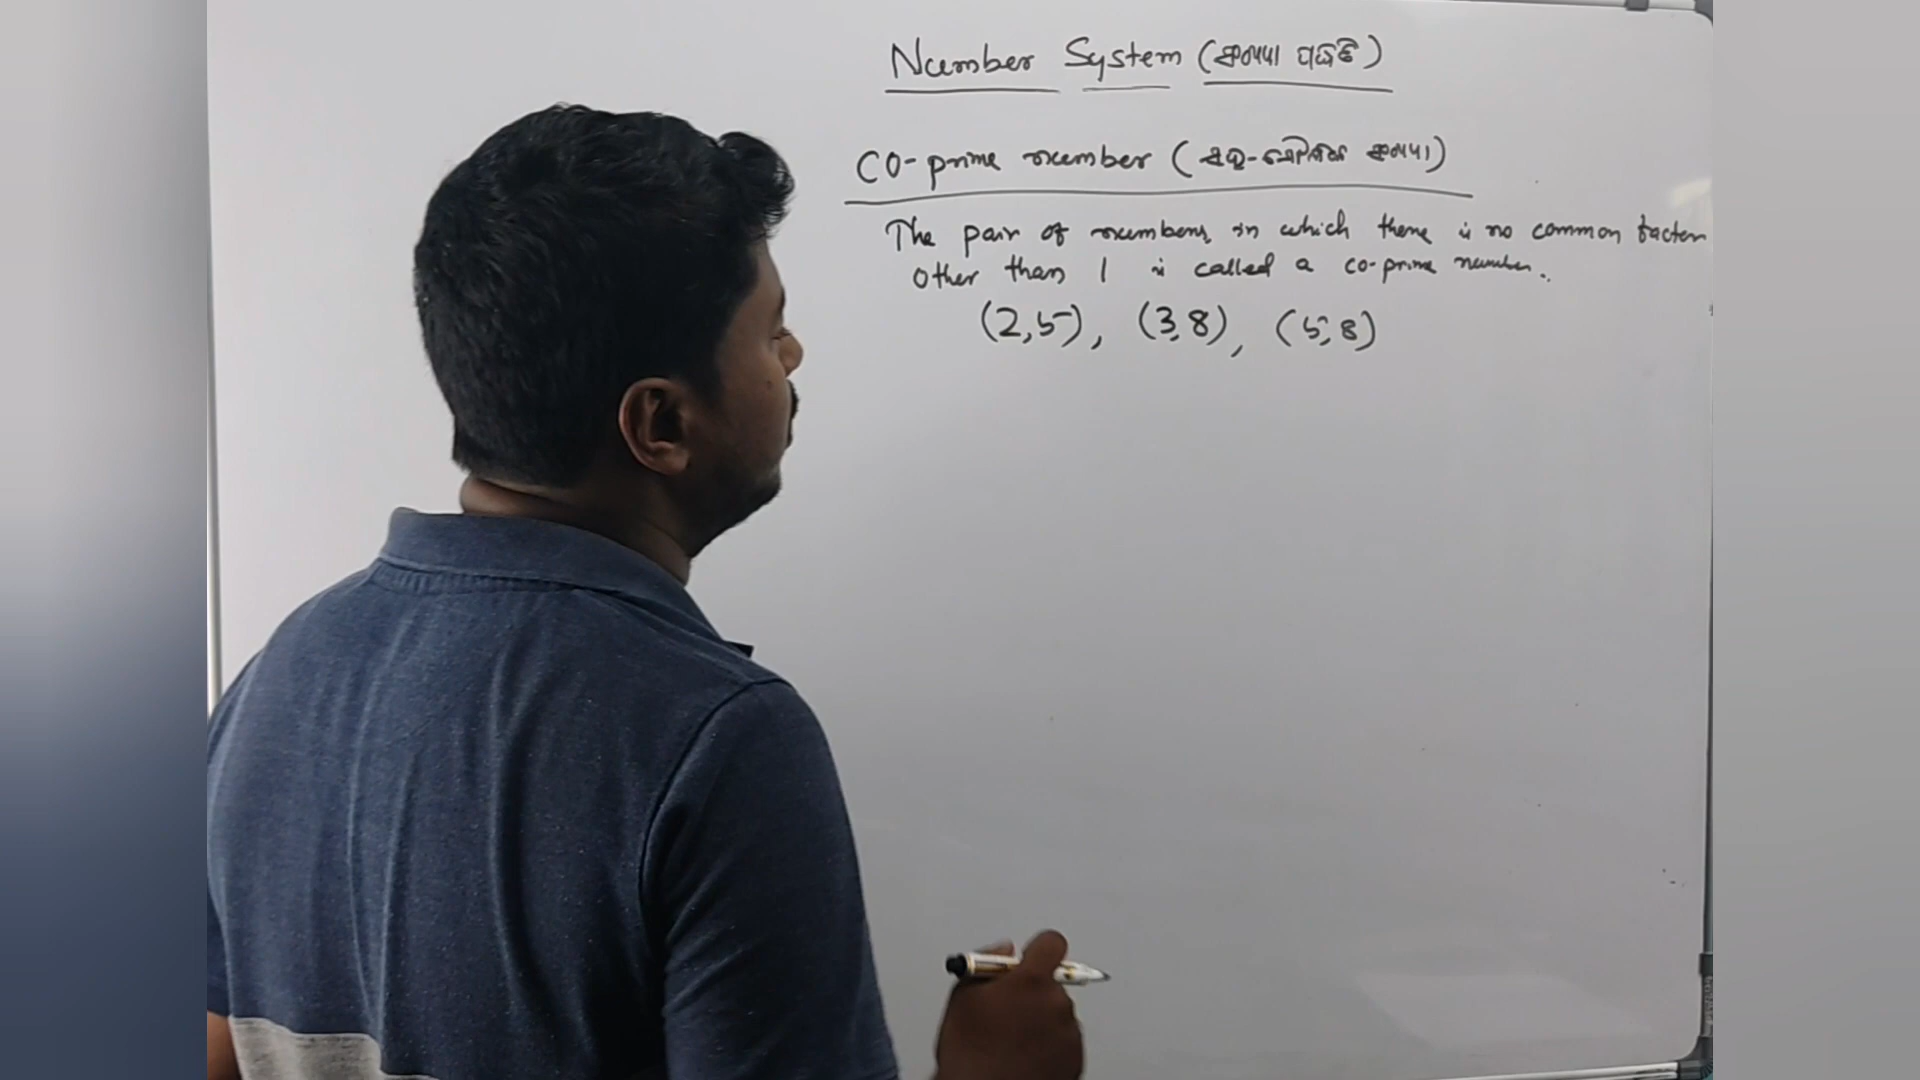 Number System (ସଂଖ୍ୟା ପଦ୍ଧତି)
CO-prime number (ସହ-ମୌଳିକ ସଂଖ୍ୟା)
The pair of numbers, in which there is no common factor
Other than 1 is called a co-prime number.
(2,5), (3,8), (5,8)